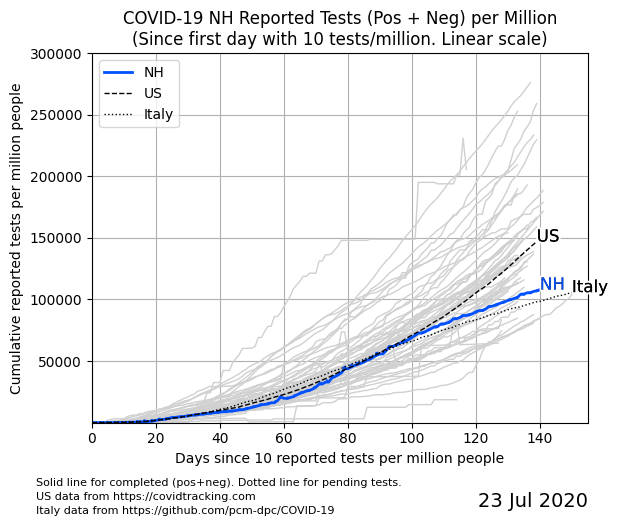 COVID-19 NH Reported Tests (Pos + Neg) per Million
(Since first day with 10 tests/million. Linear scale)
Cumulative reported tests per million people
300000
250000
200000
150000
100000
50000
NH
US
Italy
US
NH
Italy
0
20
40
60
80
100
120
140
Days since 10 reported tests per million people
Solid line for completed (pos+neg). Dotted line for pending tests.
US data from https://covidtracking.com
Italy data from https://github.com/pcm-dpc/COVID-19
23 Jul 2020